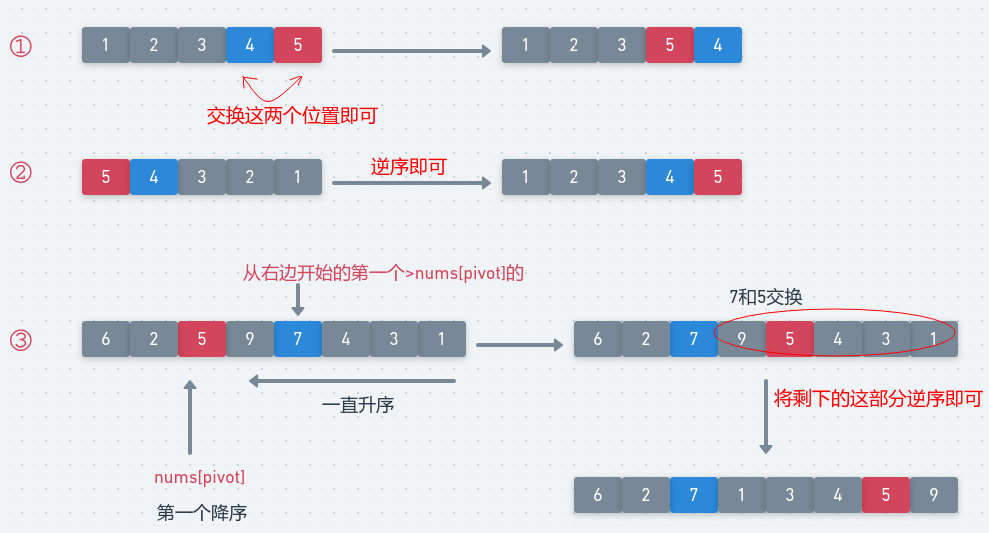 ① 1 2 3 4 5 1 2 3 5 4
交换这两个位置即可
② 5 4 3 2 1 逆序即可 1 2 3 4 5
从右边开始的第一个>nums[pivot]的
7和5交换
③ 6 2 5 9 7 4 3 1 6 2 7 9 5 4 3 1
一直升序
将剩下的这部分逆序即可
nums[pivot]
第一个降序
6 2 7 1 3 4 5 9